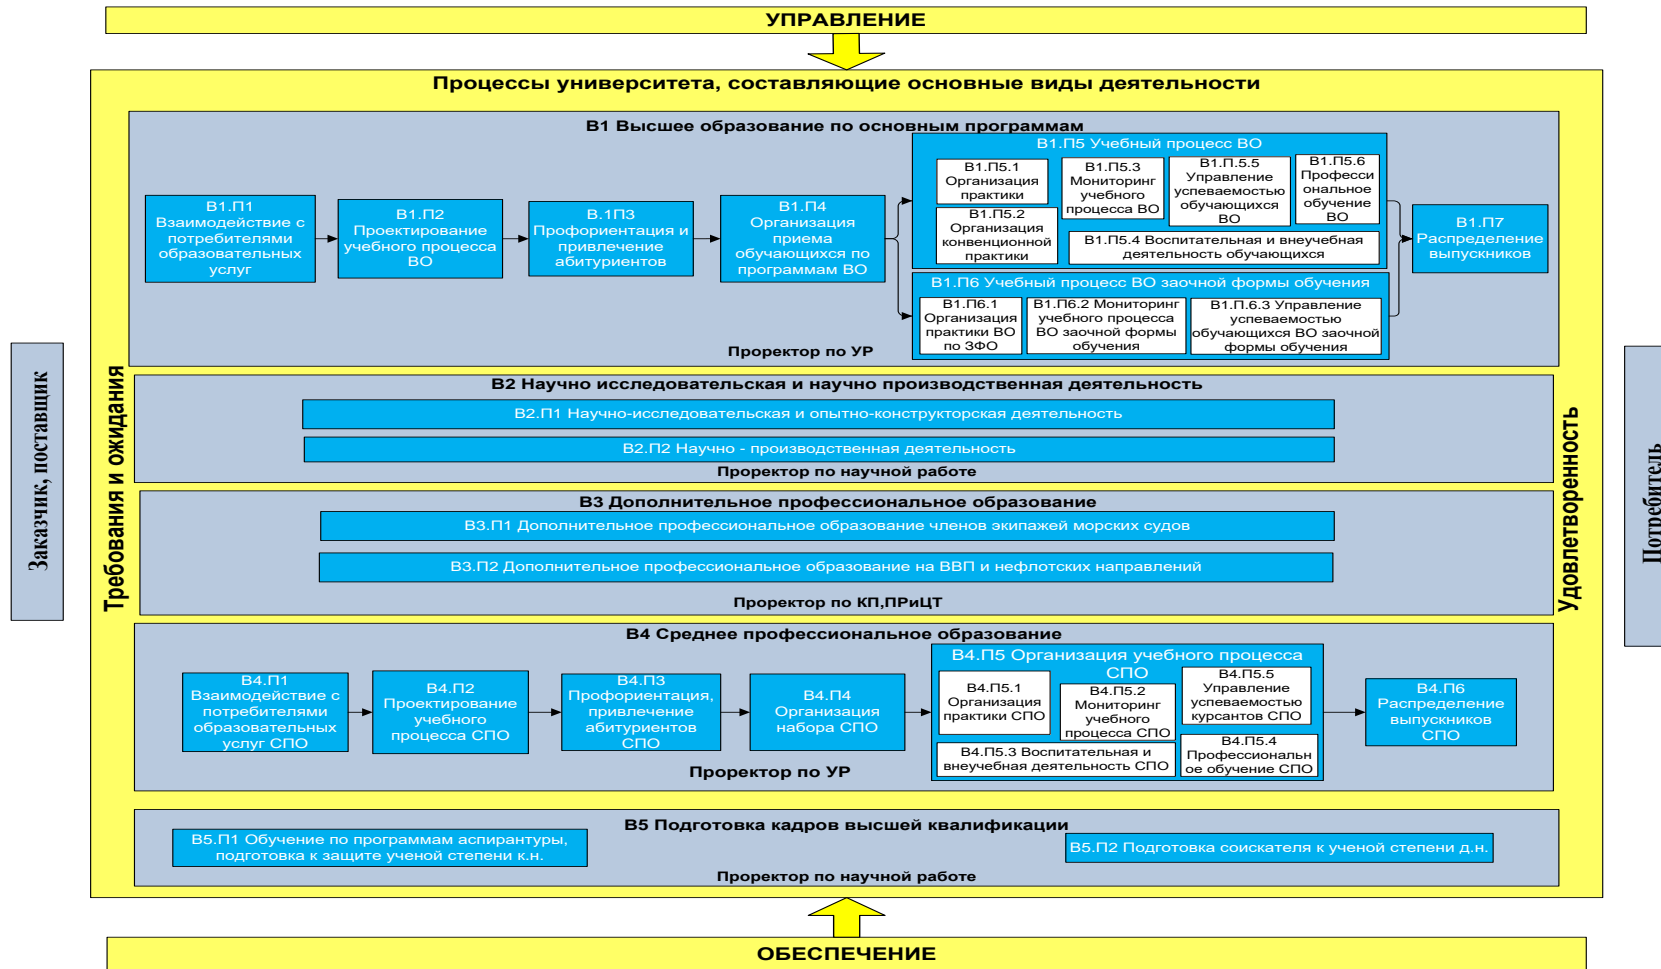 УПРАВЛЕНИЕ
Процессы университета, составляющие основные виды деятельности
Заказчик, поставщик
Требования и ожидания
В1 Высшее образование по основным программам
В1.П1
Взаимодействие с
потребителями
образовательных
услуг
В1.П2
Проектирование
учебного процесса
ВО
В.1П3
Профориентация и
привлечение
абитуриентов
В1.П4
Организация
приема
обучающихся по
программам ВО
В1.П5 Учебный процесс ВО
В1.П5.1
Организация
практики
В1.П5.3
Мониторинг
учебного
процесса ВО
В1.П.5.5
Управление
успеваемостью
обучающихся
ВО
В1.П5.6
Професси
ональное
обучение
ВО
В1.П5.2
Организация
конвенционной
практики
В1.П5.4 Воспитательная и внеучебная
деятельность обучающихся
В1.П6 Учебный процесс ВО заочной формы обучения
В1.П6.1
Организация
практики ВО
по ЗФО
В1.П6.2 Мониторинг
учебного процесса
ВО заочной формы
обучения
В1.П.6.3 Управление
успеваемостью
обучающихся ВО заочной
формы обучения
В1.П7
Распределение
выпускников
Проректор по УР
В2 Научно исследовательская и научно производственная деятельность
В2.П1 Научно-исследовательская и опытно-конструкторская деятельность
В2.П2 Научно - производственная деятельность
Проректор по научной работе
В3 Дополнительное профессиональное образование
В3.П1 Дополнительное профессиональное образование членов экипажей морских судов
В3.П2 Дополнительное профессиональное образование на ВВП и нефлотских направлений
Проректор по КП,ПРиЦТ
В4 Среднее профессиональное образование
В4.П1
Взаимодействие с
потребителями
образовательных
услуг СПО
В4.П2
Проектирование
учебного
процесса СПО
В4.П3
Профориентация,
привлечение
абитуриентов
СПО
В4.П4
Организация
набора СПО
В4.П5 Организация учебного процесса
СПО
В4.П5.1
Организация
практики СПО
В4.П5.2
Мониторинг
учебного
процесса СПО
В4.П5.5
Управление
успеваемостью
курсантов СПО
В4.П5.3 Воспитательная и
внеучебная деятельность СПО
В4.П5.4
Профессиональн
ое обучение СПО
В4.П6
Распределение
выпускников
СПО
Проректор по УР
В5 Подготовка кадров высшей квалификации
В5.П1 Обучение по программам аспирантуры,
подготовка к защите ученой степени к.н.
В5.П2 Подготовка соискателя к ученой степени д.н.
Проректор по научной работе
Удовлетворенность
Потребитель
ОБЕСПЕЧЕНИЕ